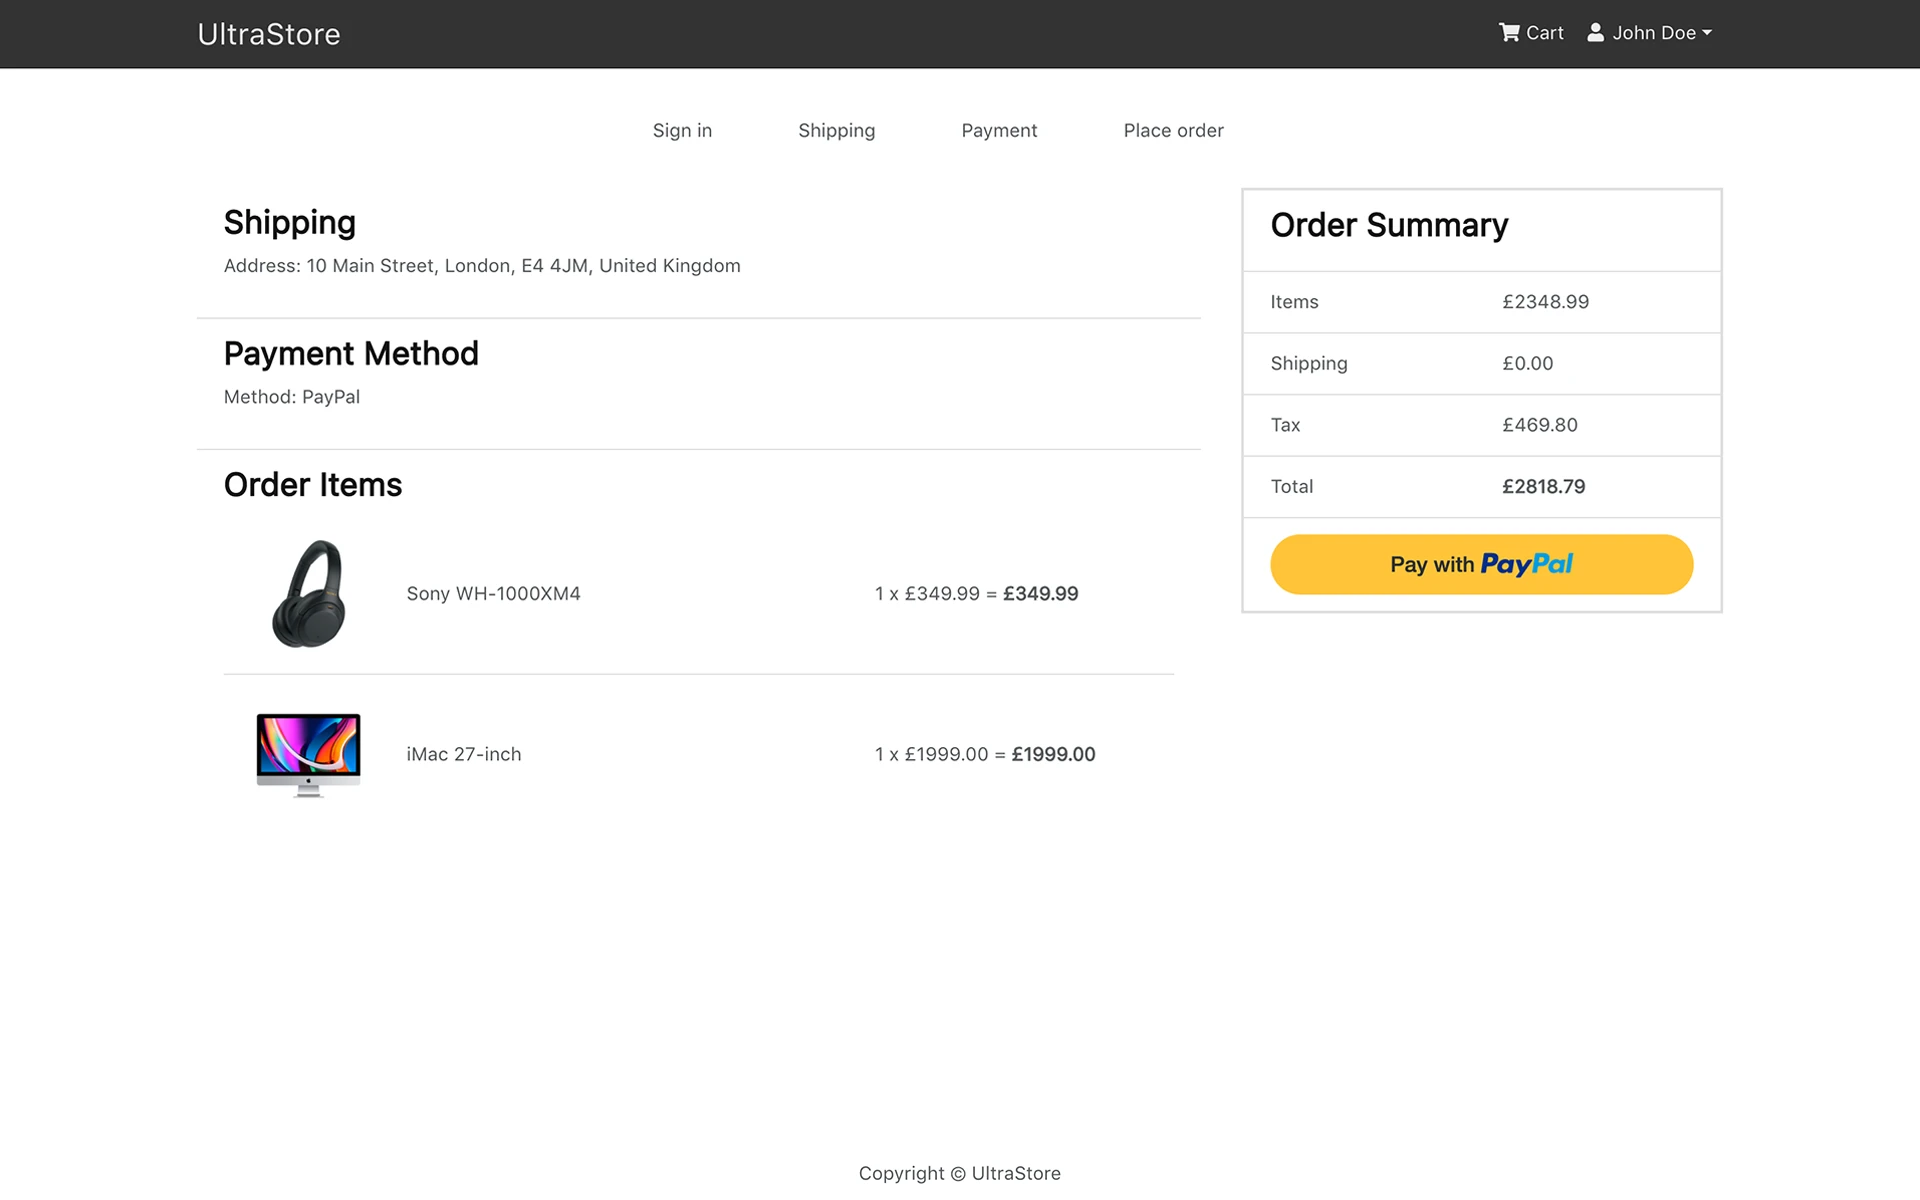 UltraStore
Cart
John Doe
Sign in
Shipping
Payment
Place order
Shipping
Address: 10 Main Street, London, E4 4JM, United Kingdom
Payment Method
Method: PayPal
Order Items
Sony WH-1000XM4
1 x £349.99 = £349.99
iMac 27-inch
1 x £1999.00 = £1999.00
Order Summary
Items £2348.99
Shipping £0.00
Tax £469.80
Total £2818.79
Pay with PayPal
Copyright © UltraStore